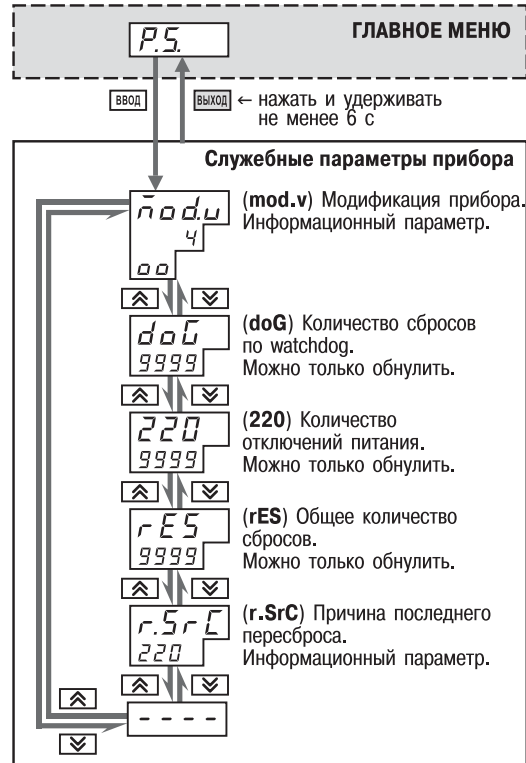 P.S.
ГЛАВНОЕ МЕНЮ
ВВОД
ВЫХОД ← нажать и удерживать
не менее 6 с
Служебные параметры прибора
nod.u
4
oo
(mod.v) Модификация прибора.
Информационный параметр.
doG
9999
(doG) Количество сбросов
по watchdog.
Можно только обнулить.
220
9999
(220) Количество
отключений питания.
Можно только обнулить.
rES
9999
(rES) Общее количество
сбросов.
Можно только обнулить.
r.SrC
220
(r.SrC) Причина последнего
пересброса.
Информационный параметр.
- - - -